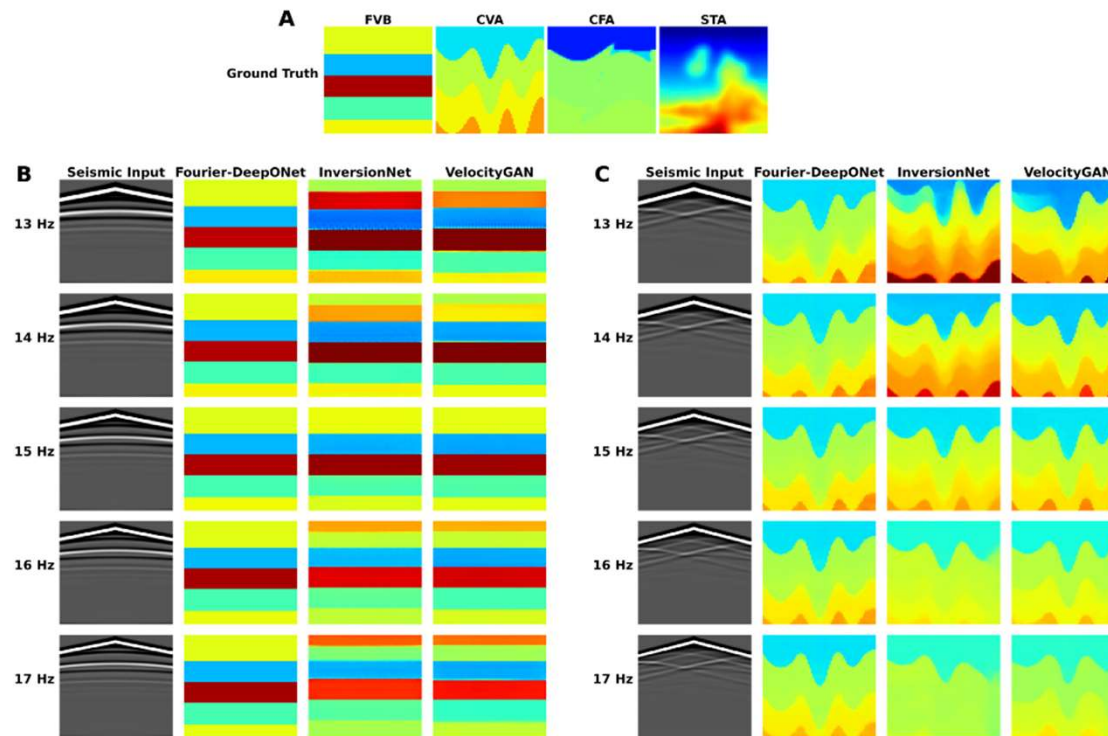 A
FVB CVA CFA STA
Ground Truth
B
Seismic Input Fourier-DeepONet InversionNet VelocityGAN
13 Hz
14 Hz
15 Hz
16 Hz
17 Hz
C
Seismic Input Fourier-DeepONet InversionNet VelocityGAN
13 Hz
14 Hz
15 Hz
16 Hz
17 Hz